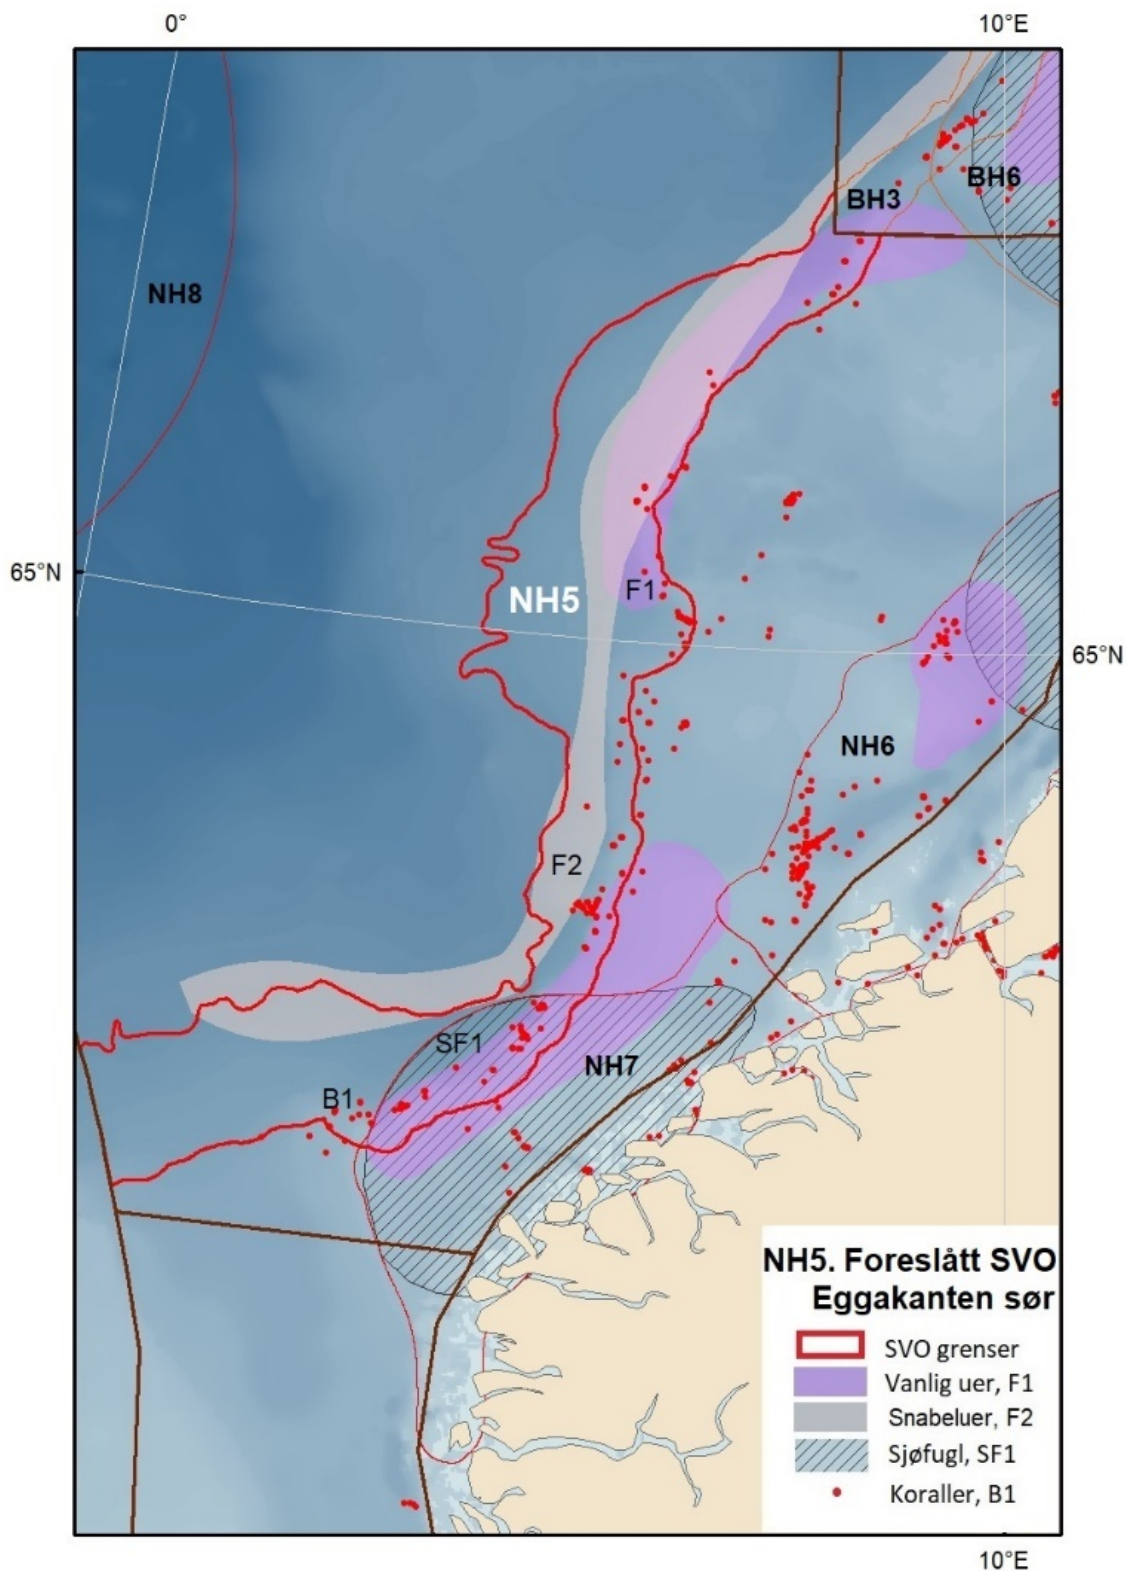 0°
10°E
BH3
BH6
NH8
65°N
NH5
F1
65°N
NH6
F2
SF1
NH7
B1
NH5. Foreslått SVO
Eggakanten sør
SVO grenser
Vanlig uer, F1
Snabeluer, F2
Sjøfugl, SF1
Koraller, B1
10°E